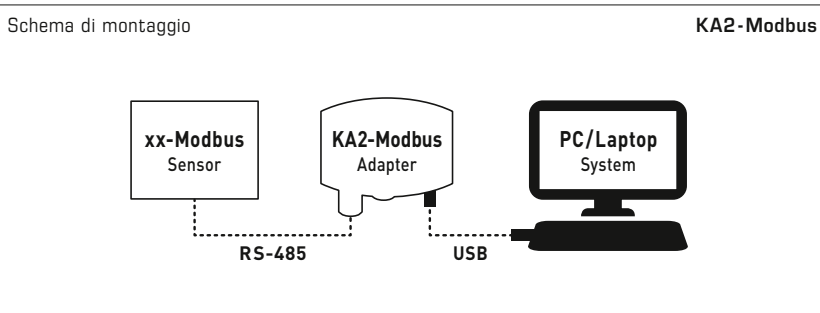 Schema di montaggio
KA2-Modbus
xx-Modbus
Sensor
KA2-Modbus
Adapter
PC/Laptop
System
RS-485
USB